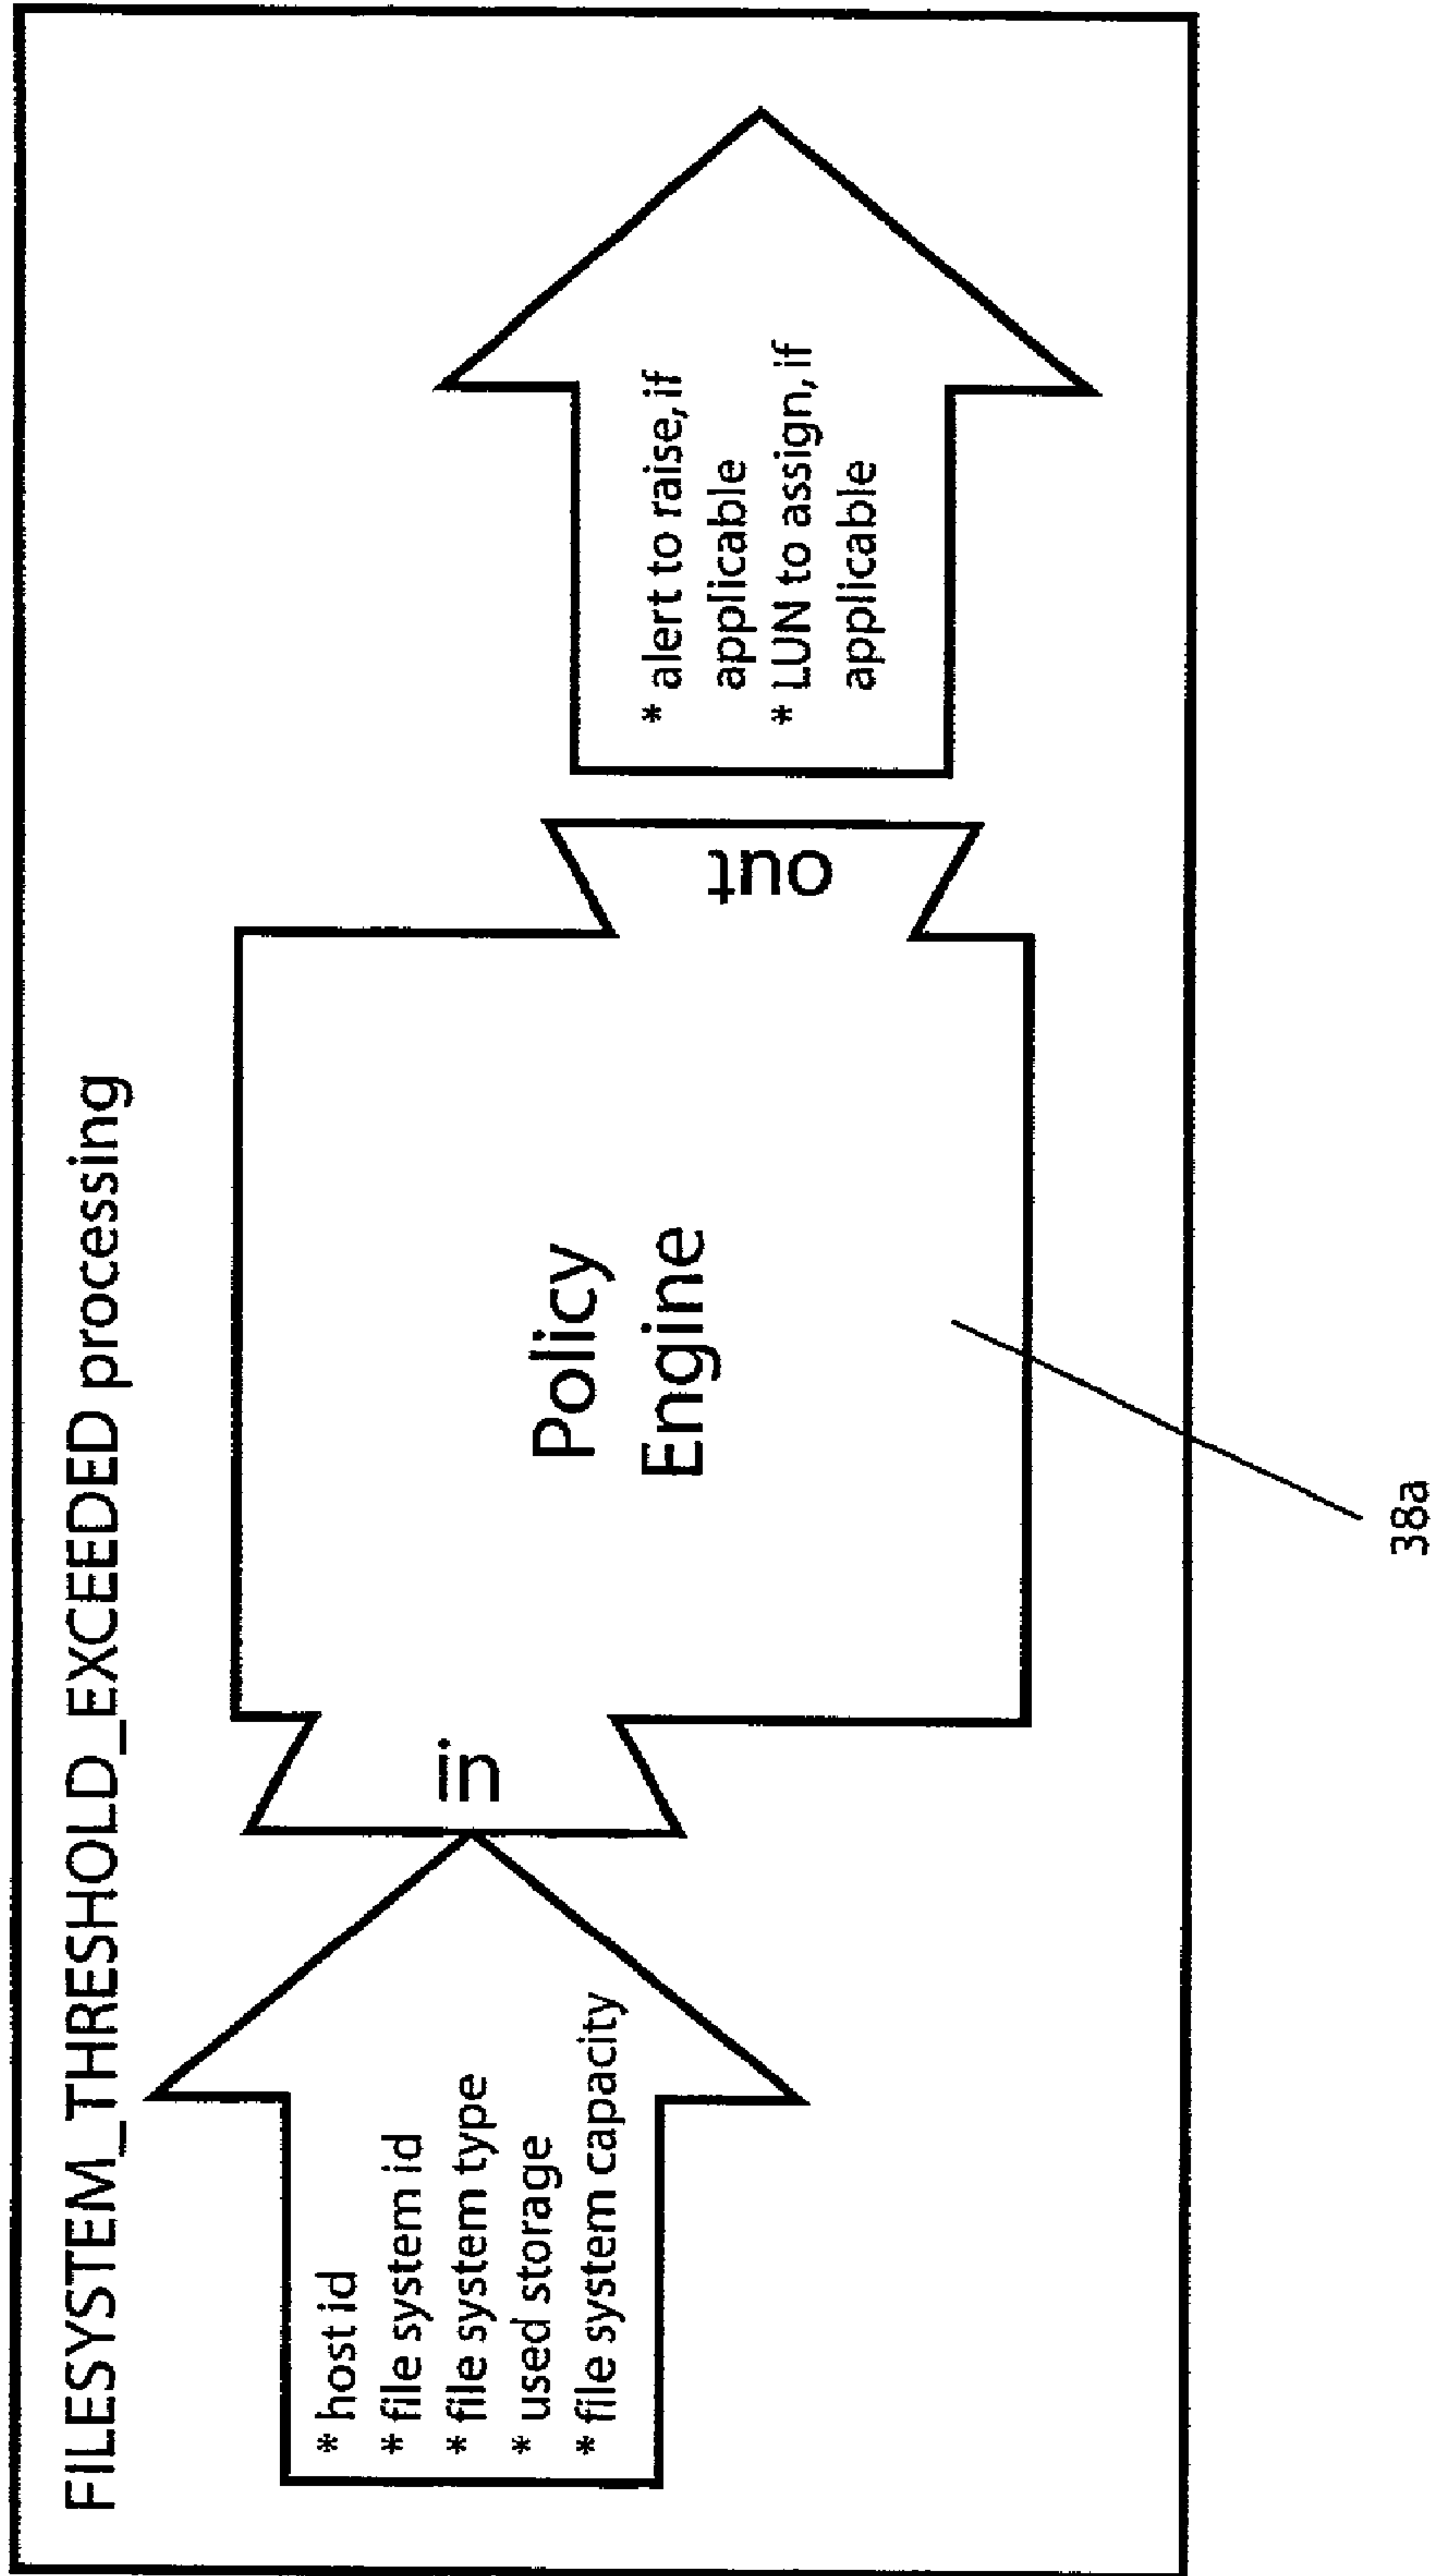 FILESYSTEM_THRESHOLD_EXCEEDED processing
* host id
* file system id
* file system type
* used storage
* file system capacity
in
Policy
Engine
out
* alert to raise, if
applicable
* LUN to assign, if
applicable
38a